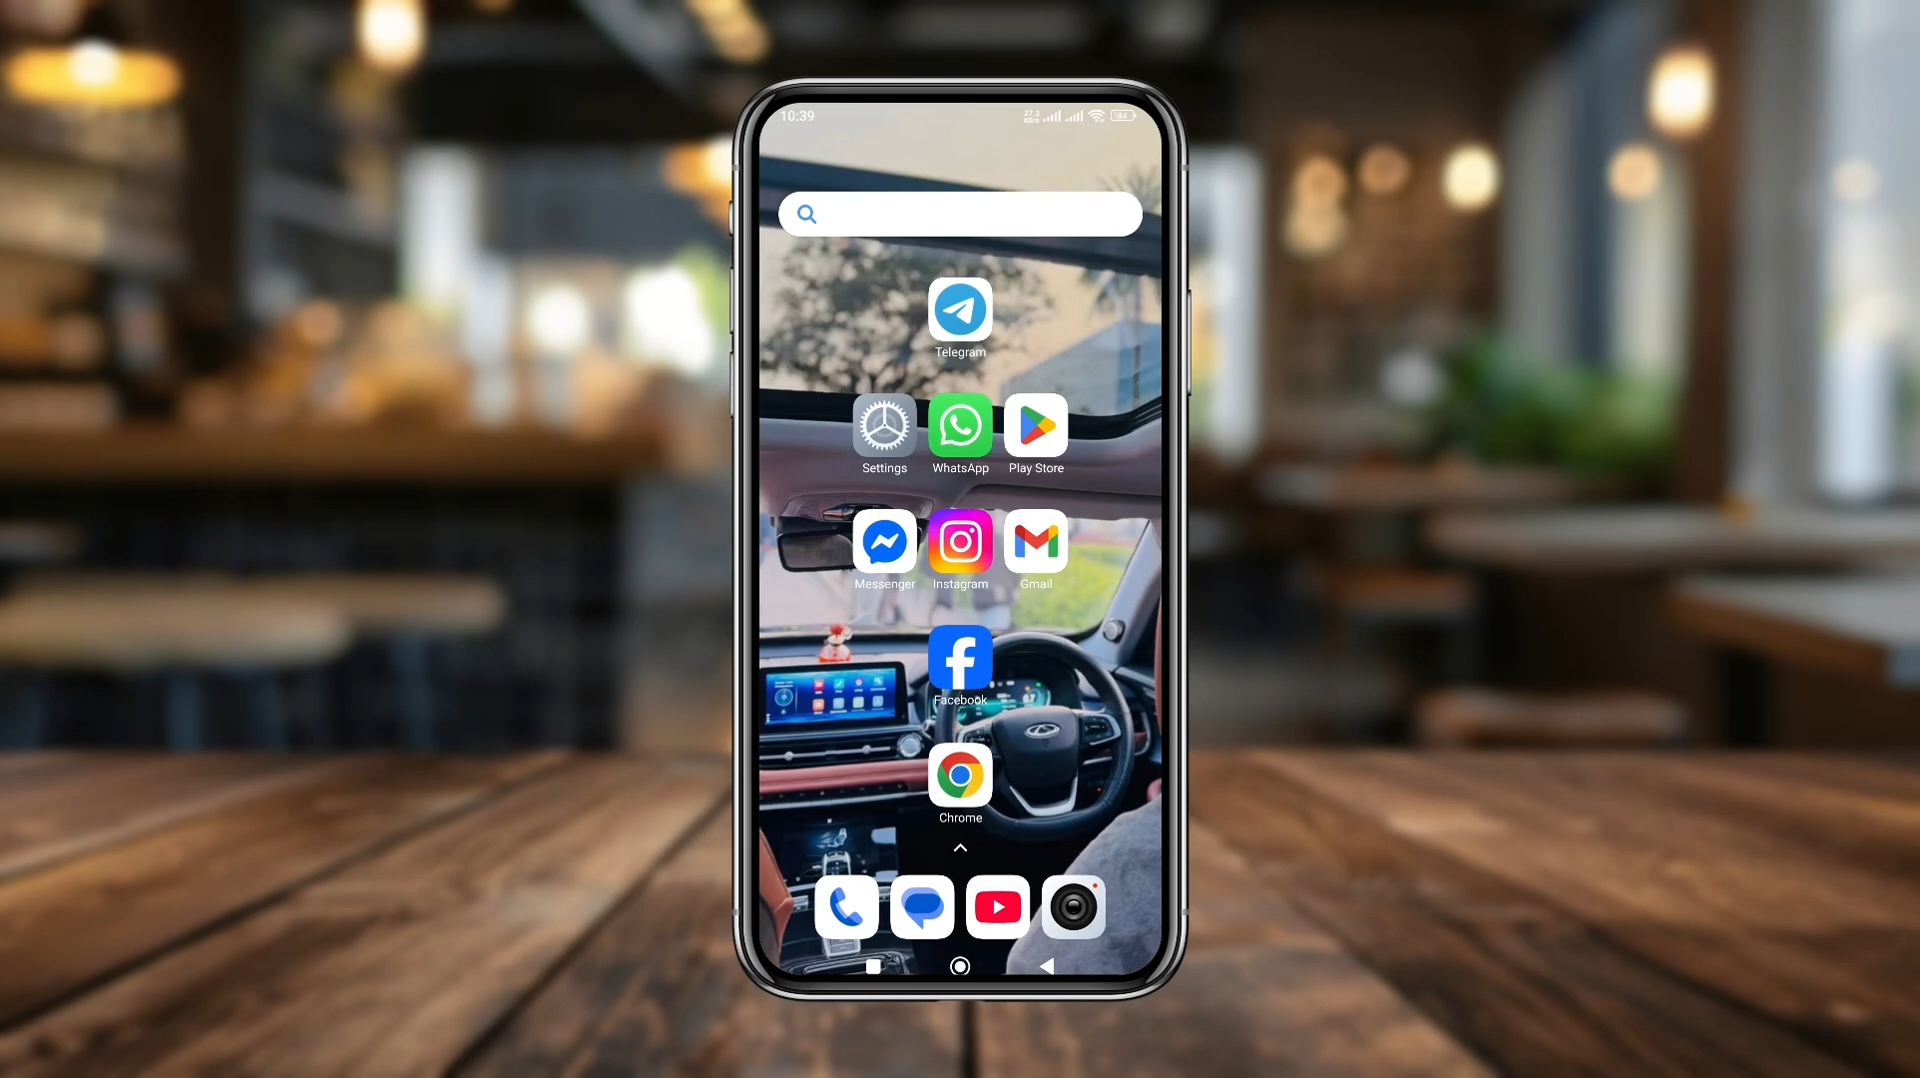 10:39
Telegram
Settings WhatsApp Play Store
Messenger Instagram Gmail
Facebook
Chrome